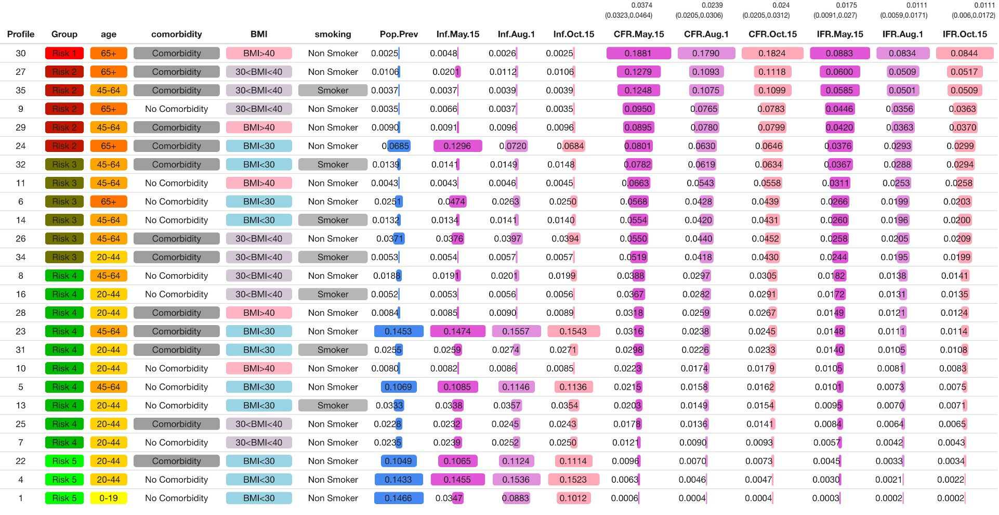 0.0374 0.0239 0.024 0.0175 0.0111 0.0111
(0.0323,0.0464) (0.0205,0.0306) (0.0205,0.0312) (0.0091,0.027) (0.0059,0.0171) (0.006,0.0172)
Profile Group age comorbidity BMI smoking Pop.Prev Inf.May.15 Inf.Aug.1 Inf.Oct.15 CFR.May.15 CFR.Aug.1 CFR.Oct.15 IFR.May.15 IFR.Aug.1 IFR.Oct.15
30 Risk 1 65+ Comorbidity BMI>40 Non Smoker 0.0025 0.0048 0.0026 0.0025 0.1881 0.1790 0.1824 0.0883 0.0834 0.0844
27 Risk 2 65+ Comorbidity 30<BMI<40 Non Smoker 0.0106 0.0201 0.0112 0.0106 0.1279 0.1093 0.1118 0.0600 0.0509 0.0517
35 Risk 2 45-64 Comorbidity 30<BMI<40 Smoker 0.0037 0.0037 0.0039 0.0039 0.1248 0.1075 0.1099 0.0585 0.0501 0.0509
9 Risk 2 65+ No Comorbidity 30<BMI<40 Non Smoker 0.0035 0.0066 0.0037 0.0035 0.0950 0.0765 0.0783 0.0446 0.0356 0.0363
29 Risk 2 45-64 Comorbidity BMI>40 Non Smoker 0.0090 0.0091 0.0096 0.0096 0.0895 0.0780 0.0799 0.0420 0.0363 0.0370
24 Risk 2 65+ Comorbidity BMI<30 Non Smoker 0.0685 0.1296 0.0720 0.0684 0.0801 0.0630 0.0646 0.0376 0.0293 0.0299
32 Risk 3 45-64 Comorbidity BMI<30 Smoker 0.0139 0.0141 0.0149 0.0148 0.0782 0.0619 0.0634 0.0367 0.0288 0.0294
11 Risk 3 45-64 No Comorbidity BMI>40 Non Smoker 0.0043 0.0043 0.0046 0.0045 0.0663 0.0543 0.0558 0.0311 0.0253 0.0258
6 Risk 3 65+ No Comorbidity BMI<30 Non Smoker 0.0251 0.0474 0.0263 0.0250 0.0568 0.0428 0.0439 0.0266 0.0199 0.0203
14 Risk 3 45-64 No Comorbidity BMI<30 Smoker 0.0132 0.0134 0.0141 0.0140 0.0554 0.0420 0.0431 0.0260 0.0196 0.0200
26 Risk 3 45-64 Comorbidity 30<BMI<40 Non Smoker 0.0371 0.0376 0.0397 0.0394 0.0550 0.0440 0.0452 0.0258 0.0205 0.0209
34 Risk 3 20-44 Comorbidity 30<BMI<40 Smoker 0.0053 0.0054 0.0057 0.0057 0.0519 0.0418 0.0430 0.0244 0.0195 0.0199
8 Risk 4 45-64 No Comorbidity 30<BMI<40 Non Smoker 0.0188 0.0191 0.0201 0.0199 0.0388 0.0297 0.0305 0.0182 0.0138 0.0141
16 Risk 4 20-44 No Comorbidity 30<BMI<40 Smoker 0.0052 0.0053 0.0056 0.0056 0.0367 0.0282 0.0291 0.0172 0.0131 0.0135
28 Risk 4 20-44 Comorbidity BMI>40 Non Smoker 0.0084 0.0085 0.0090 0.0089 0.0318 0.0259 0.0267 0.0149 0.0121 0.0124
23 Risk 4 45-64 Comorbidity BMI<30 Non Smoker 0.1453 0.1474 0.1557 0.1543 0.0316 0.0238 0.0245 0.0148 0.0111 0.0114
31 Risk 4 20-44 Comorbidity BMI<30 Smoker 0.0255 0.0259 0.0274 0.0271 0.0298 0.0226 0.0233 0.0140 0.0105 0.0108
10 Risk 4 20-44 No Comorbidity BMI>40 Non Smoker 0.0080 0.0082 0.0086 0.0085 0.0223 0.0174 0.0179 0.0105 0.0081 0.0083
5 Risk 4 45-64 No Comorbidity BMI<30 Non Smoker 0.1069 0.1085 0.1146 0.1136 0.0215 0.0158 0.0162 0.0101 0.0073 0.0075
13 Risk 4 20-44 No Comorbidity BMI<30 Smoker 0.0333 0.0338 0.0357 0.0354 0.0203 0.0149 0.0154 0.0095 0.0070 0.0071
25 Risk 4 20-44 Comorbidity 30<BMI<40 Non Smoker 0.0228 0.0232 0.0245 0.0243 0.0178 0.0136 0.0141 0.0084 0.0064 0.0065
7 Risk 4 20-44 No Comorbidity 30<BMI<40 Non Smoker 0.0235 0.0239 0.0252 0.0250 0.0121 0.0090 0.0093 0.0057 0.0042 0.0043
22 Risk 5 20-44 Comorbidity BMI<30 Non Smoker 0.1049 0.1065 0.1124 0.1114 0.0096 0.0070 0.0073 0.0045 0.0033 0.0034
4 Risk 5 20-44 No Comorbidity BMI<30 Non Smoker 0.1433 0.1455 0.1536 0.1523 0.0063 0.0046 0.0047 0.0030 0.0021 0.0022
1 Risk 5 0-19 No Comorbidity BMI<30 Non Smoker 0.1466 0.0347 0.0883 0.1012 0.0006 0.0004 0.0004 0.0003 0.0002 0.0002